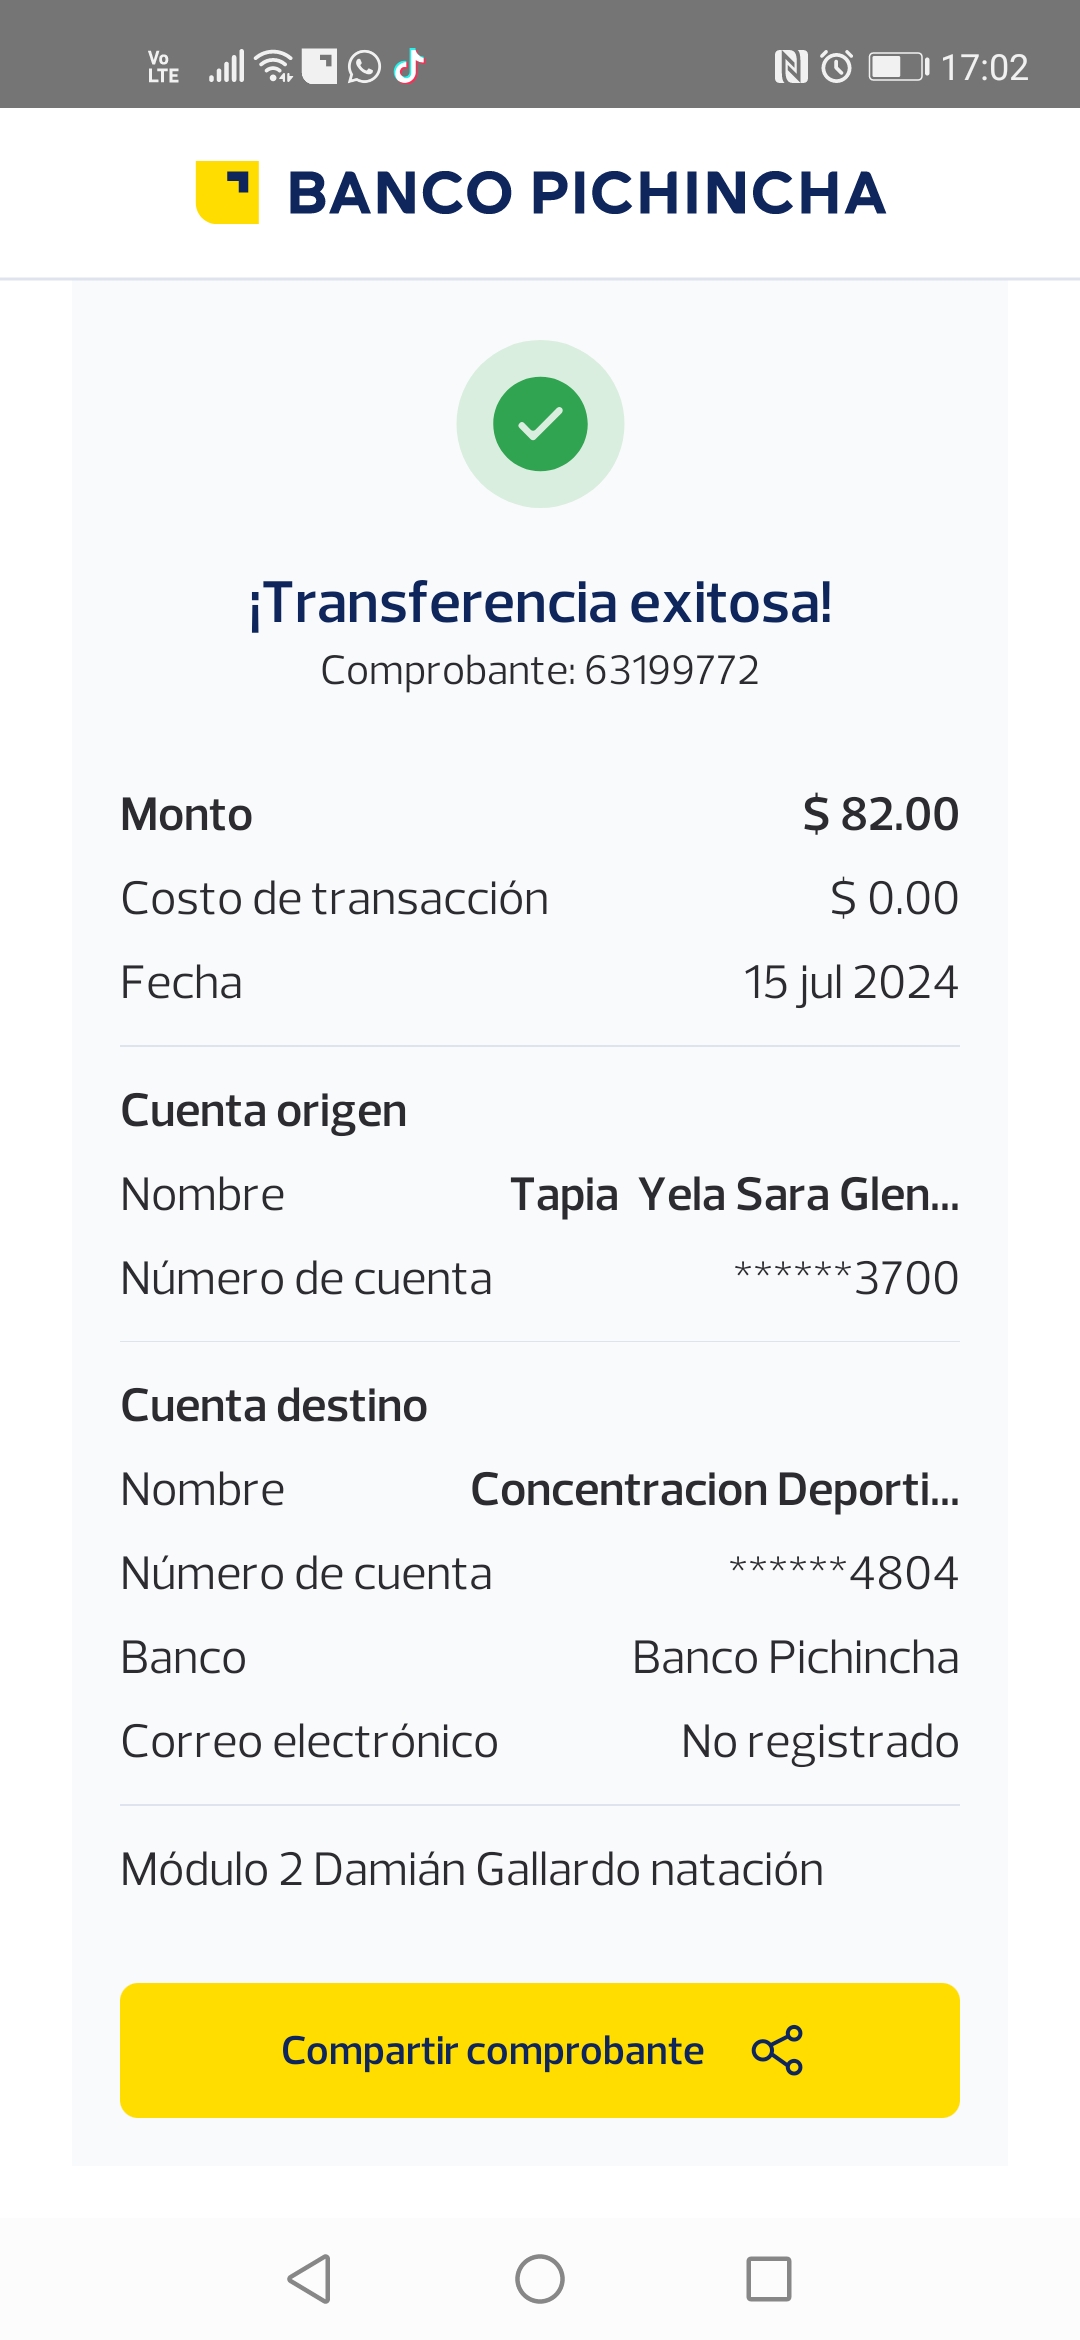 Vo LTE 17:02
BANCO PICHINCHA
¡Transferencia exitosa!
Comprobante: 63199772
Monto $ 82.00
Costo de transacción $ 0.00
Fecha 15 jul 2024
Cuenta origen
Nombre Tapia  Yela Sara Glen...
Número de cuenta ******3700
Cuenta destino
Nombre Concentracion Deporti...
Número de cuenta ******4804
Banco Banco Pichincha
Correo electrónico No registrado
Módulo 2 Damián Gallardo natación
Compartir comprobante